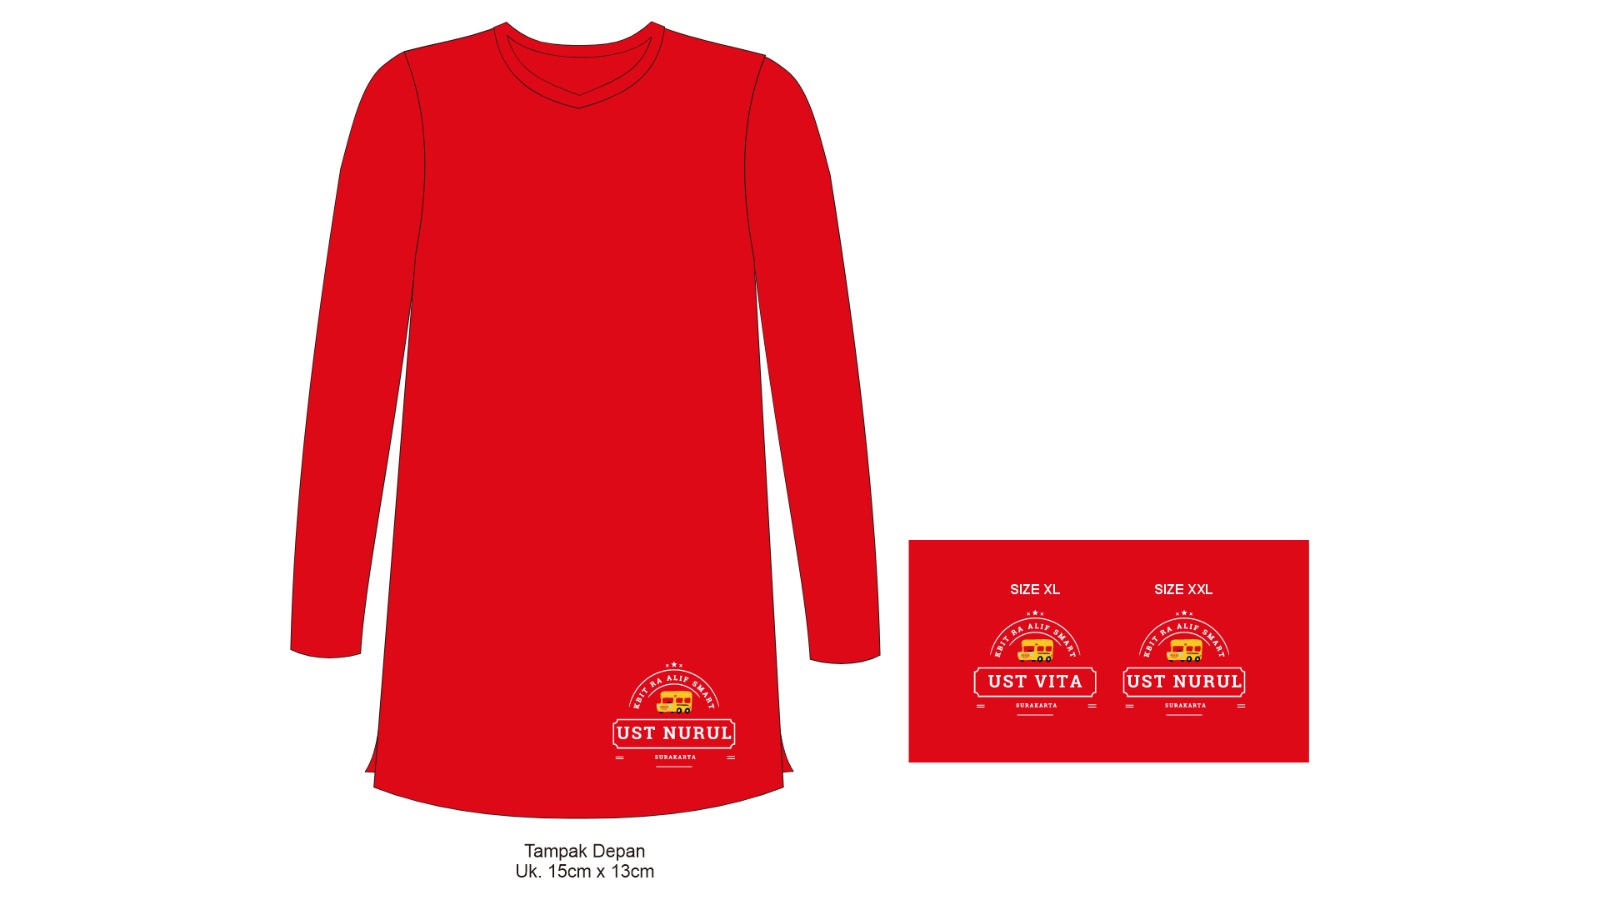 KBIT RA ALIF SMART
UST NURUL
SURAKARTA
Tampak Depan
Uk. 15cm x 13cm
SIZE XL
KBIT RA ALIF SMART
UST VITA
SURAKARTA
SIZE XXL
KBIT RA ALIF SMART
UST NURUL
SURAKARTA